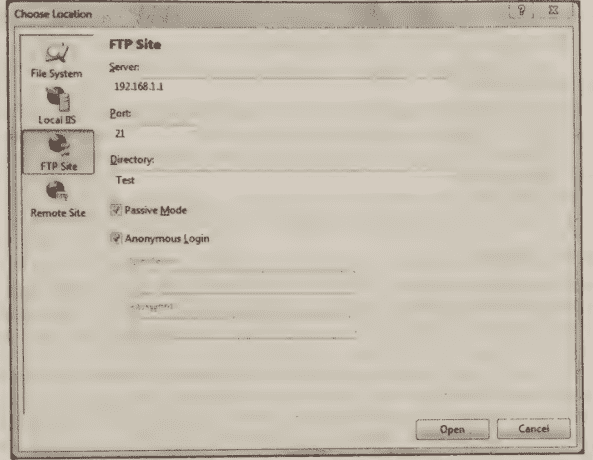 Choose Location
FTP Site
File System
Server:
192.168.1.1
Local IIS
Port:
21
FTP Site
Directory:
Test
Remote Site
Passive Mode
Anonymous Login
Open
Cancel